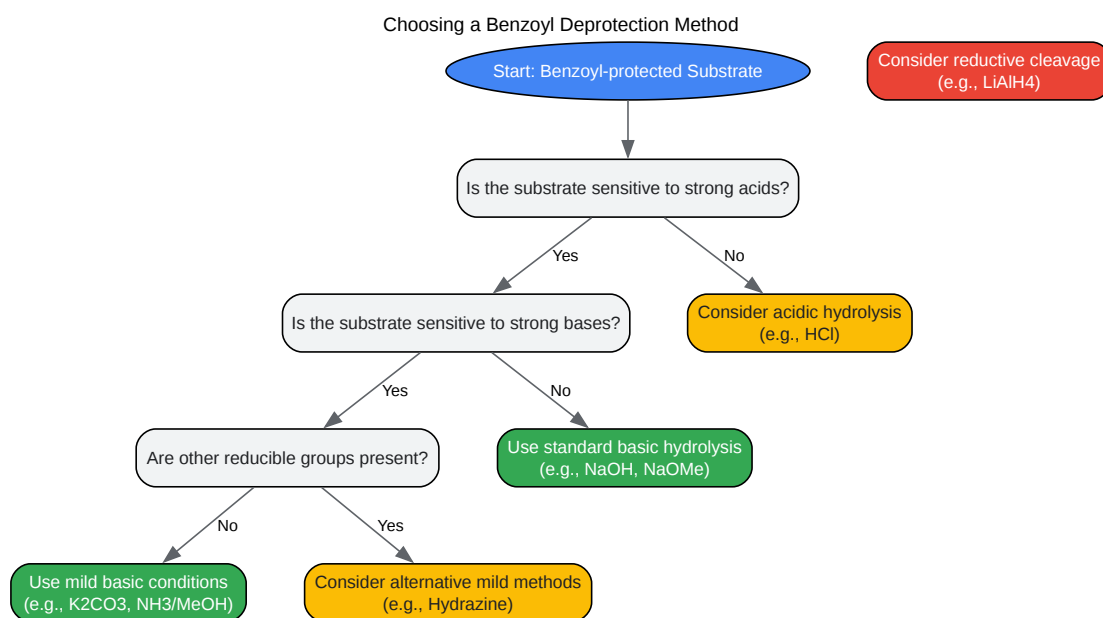 Choosing a Benzoyl Deprotection Method
Start: Benzoyl-protected Substrate
Consider reductive cleavage
(e.g., LiAlH4)
Is the substrate sensitive to strong acids?
Yes
No
Is the substrate sensitive to strong bases?
Consider acidic hydrolysis
(e.g., HCl)
Yes
No
Are other reducible groups present?
Use standard basic hydrolysis
(e.g., NaOH, NaOMe)
No
Yes
Use mild basic conditions
(e.g., K2CO3, NH3/MeOH)
Consider alternative mild methods
(e.g., Hydrazine)